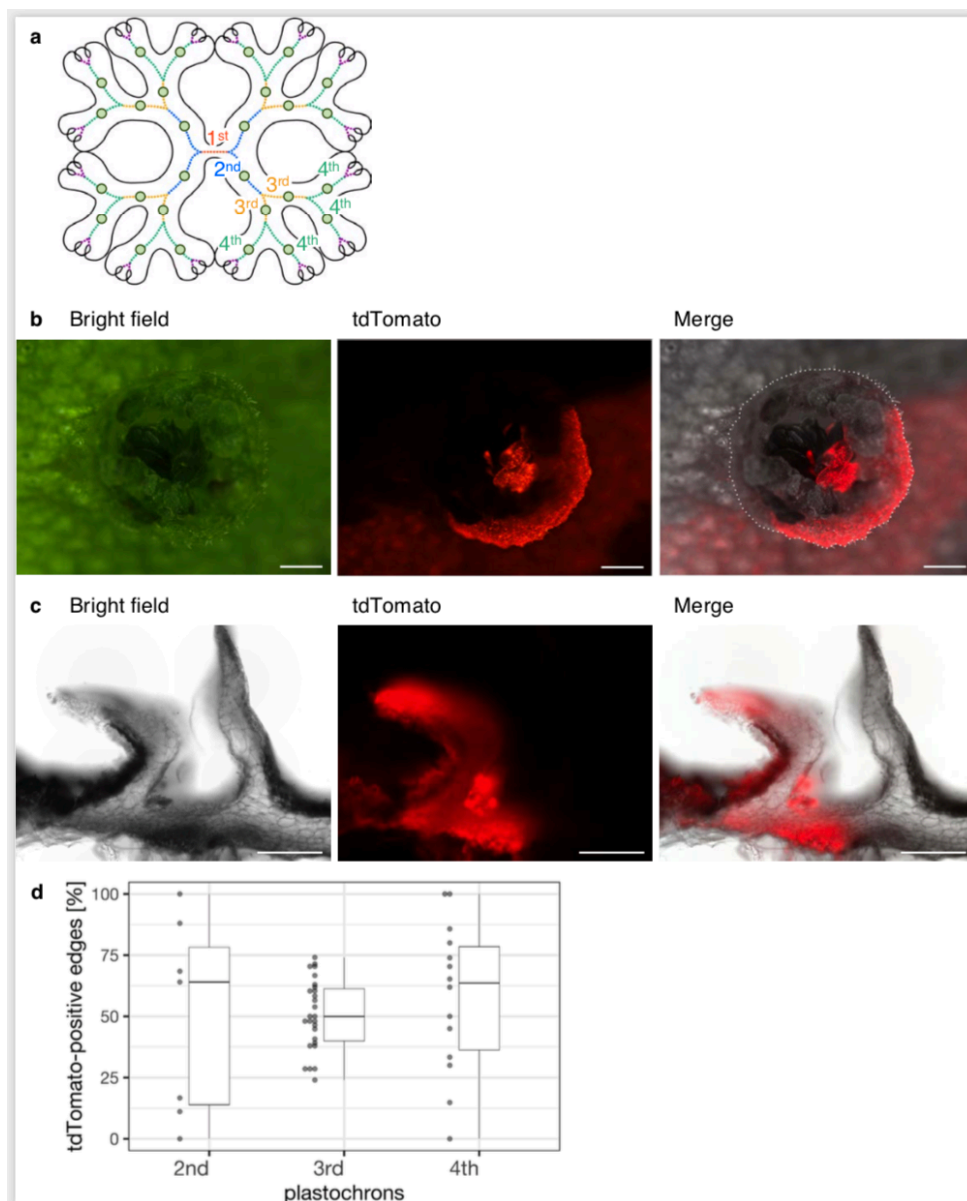 a
1st
2nd
3rd
4th
3rd
4th
4th
4th
b Bright field tdTomato Merge
c Bright field tdTomato Merge
d
tdTomato-positive edges [%]
100
75
50
25
0
2nd 3rd 4th
plastochrons